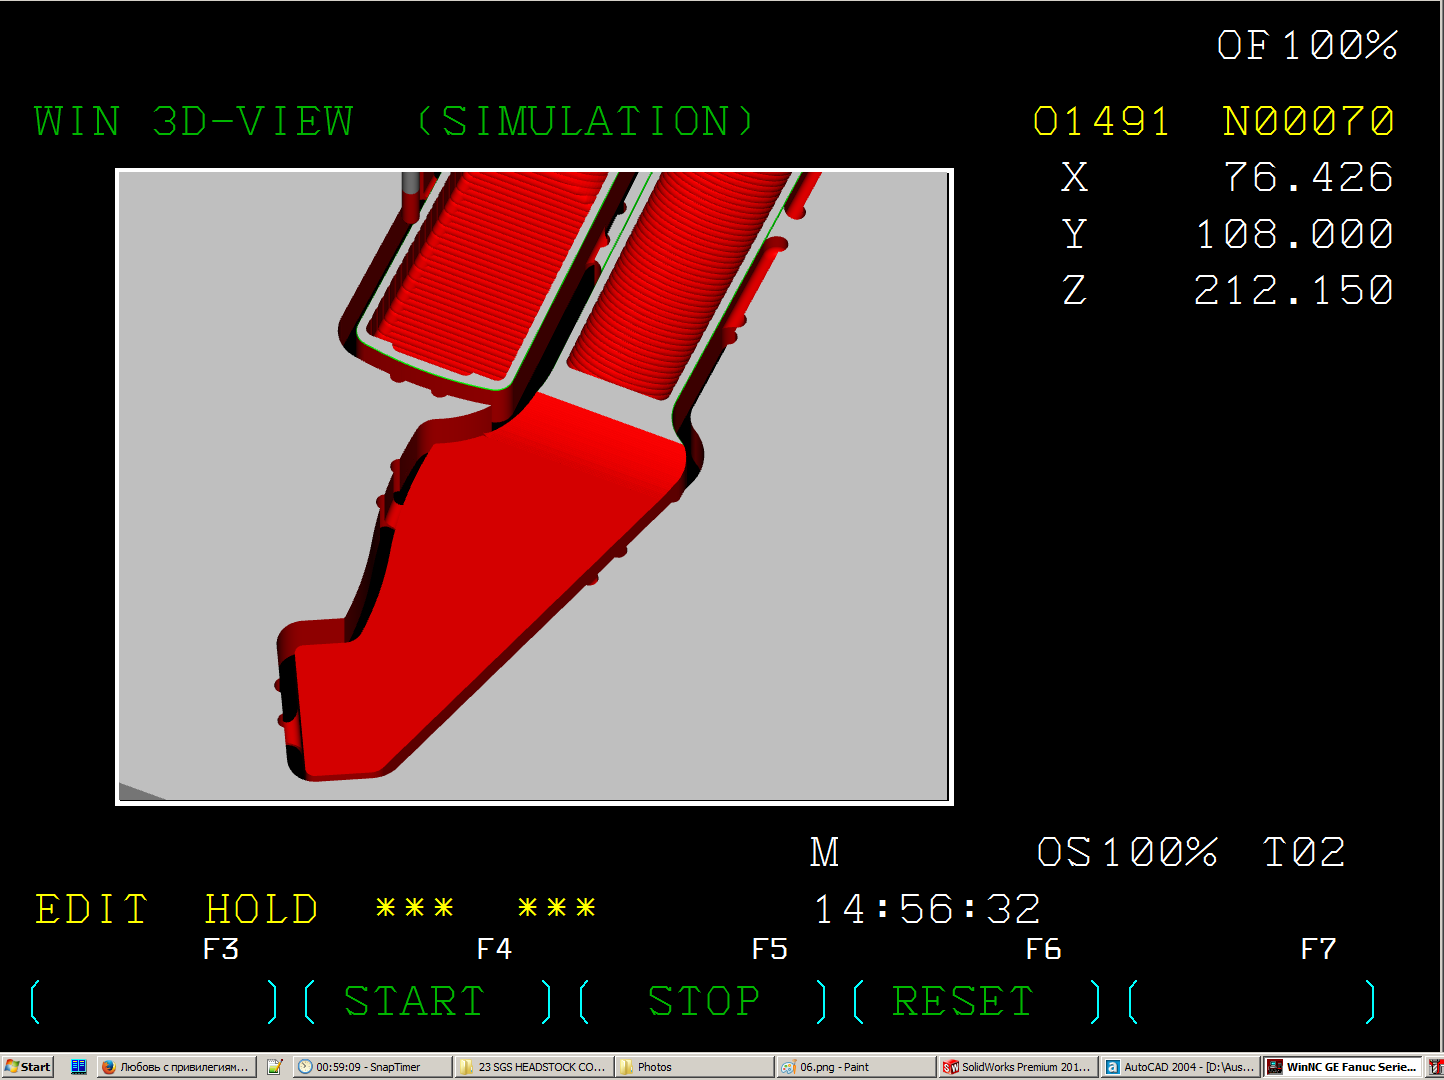 OF100%
WIN 3D-VIEW (SIMULATION)
O1491 N00070
X 76.426
Y 108.000
Z 212.150
M OS100% T02
EDIT HOLD *** *** 14:56:32
F3 F4 F5 F6 F7
( ) ( START ) ( STOP ) ( RESET ) ( )
Start Любовь с привилегиям... 00:59:09 - SnapTimer 23 SGS HEADSTOCK CO... Photos 06.png - Paint SolidWorks Premium 201... AutoCAD 2004 - [D:\Aus... WinNC GE Fanuc Serie...